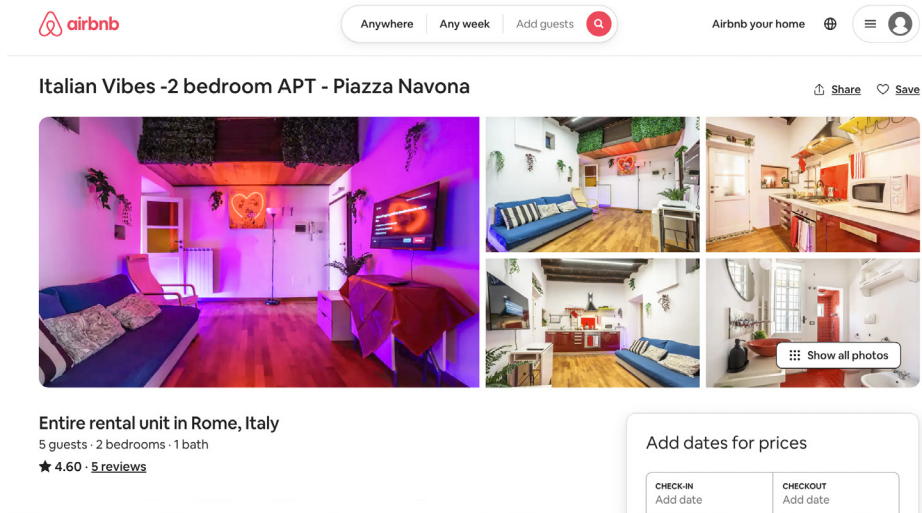 airbnb
Anywhere Any week Add guests
Airbnb your home
Italian Vibes -2 bedroom APT - Piazza Navona
Share Save
Show all photos
Entire rental unit in Rome, Italy
5 guests · 2 bedrooms · 1 bath
4.60 · 5 reviews
Add dates for prices
CHECK-IN CHECKOUT
Add date Add date